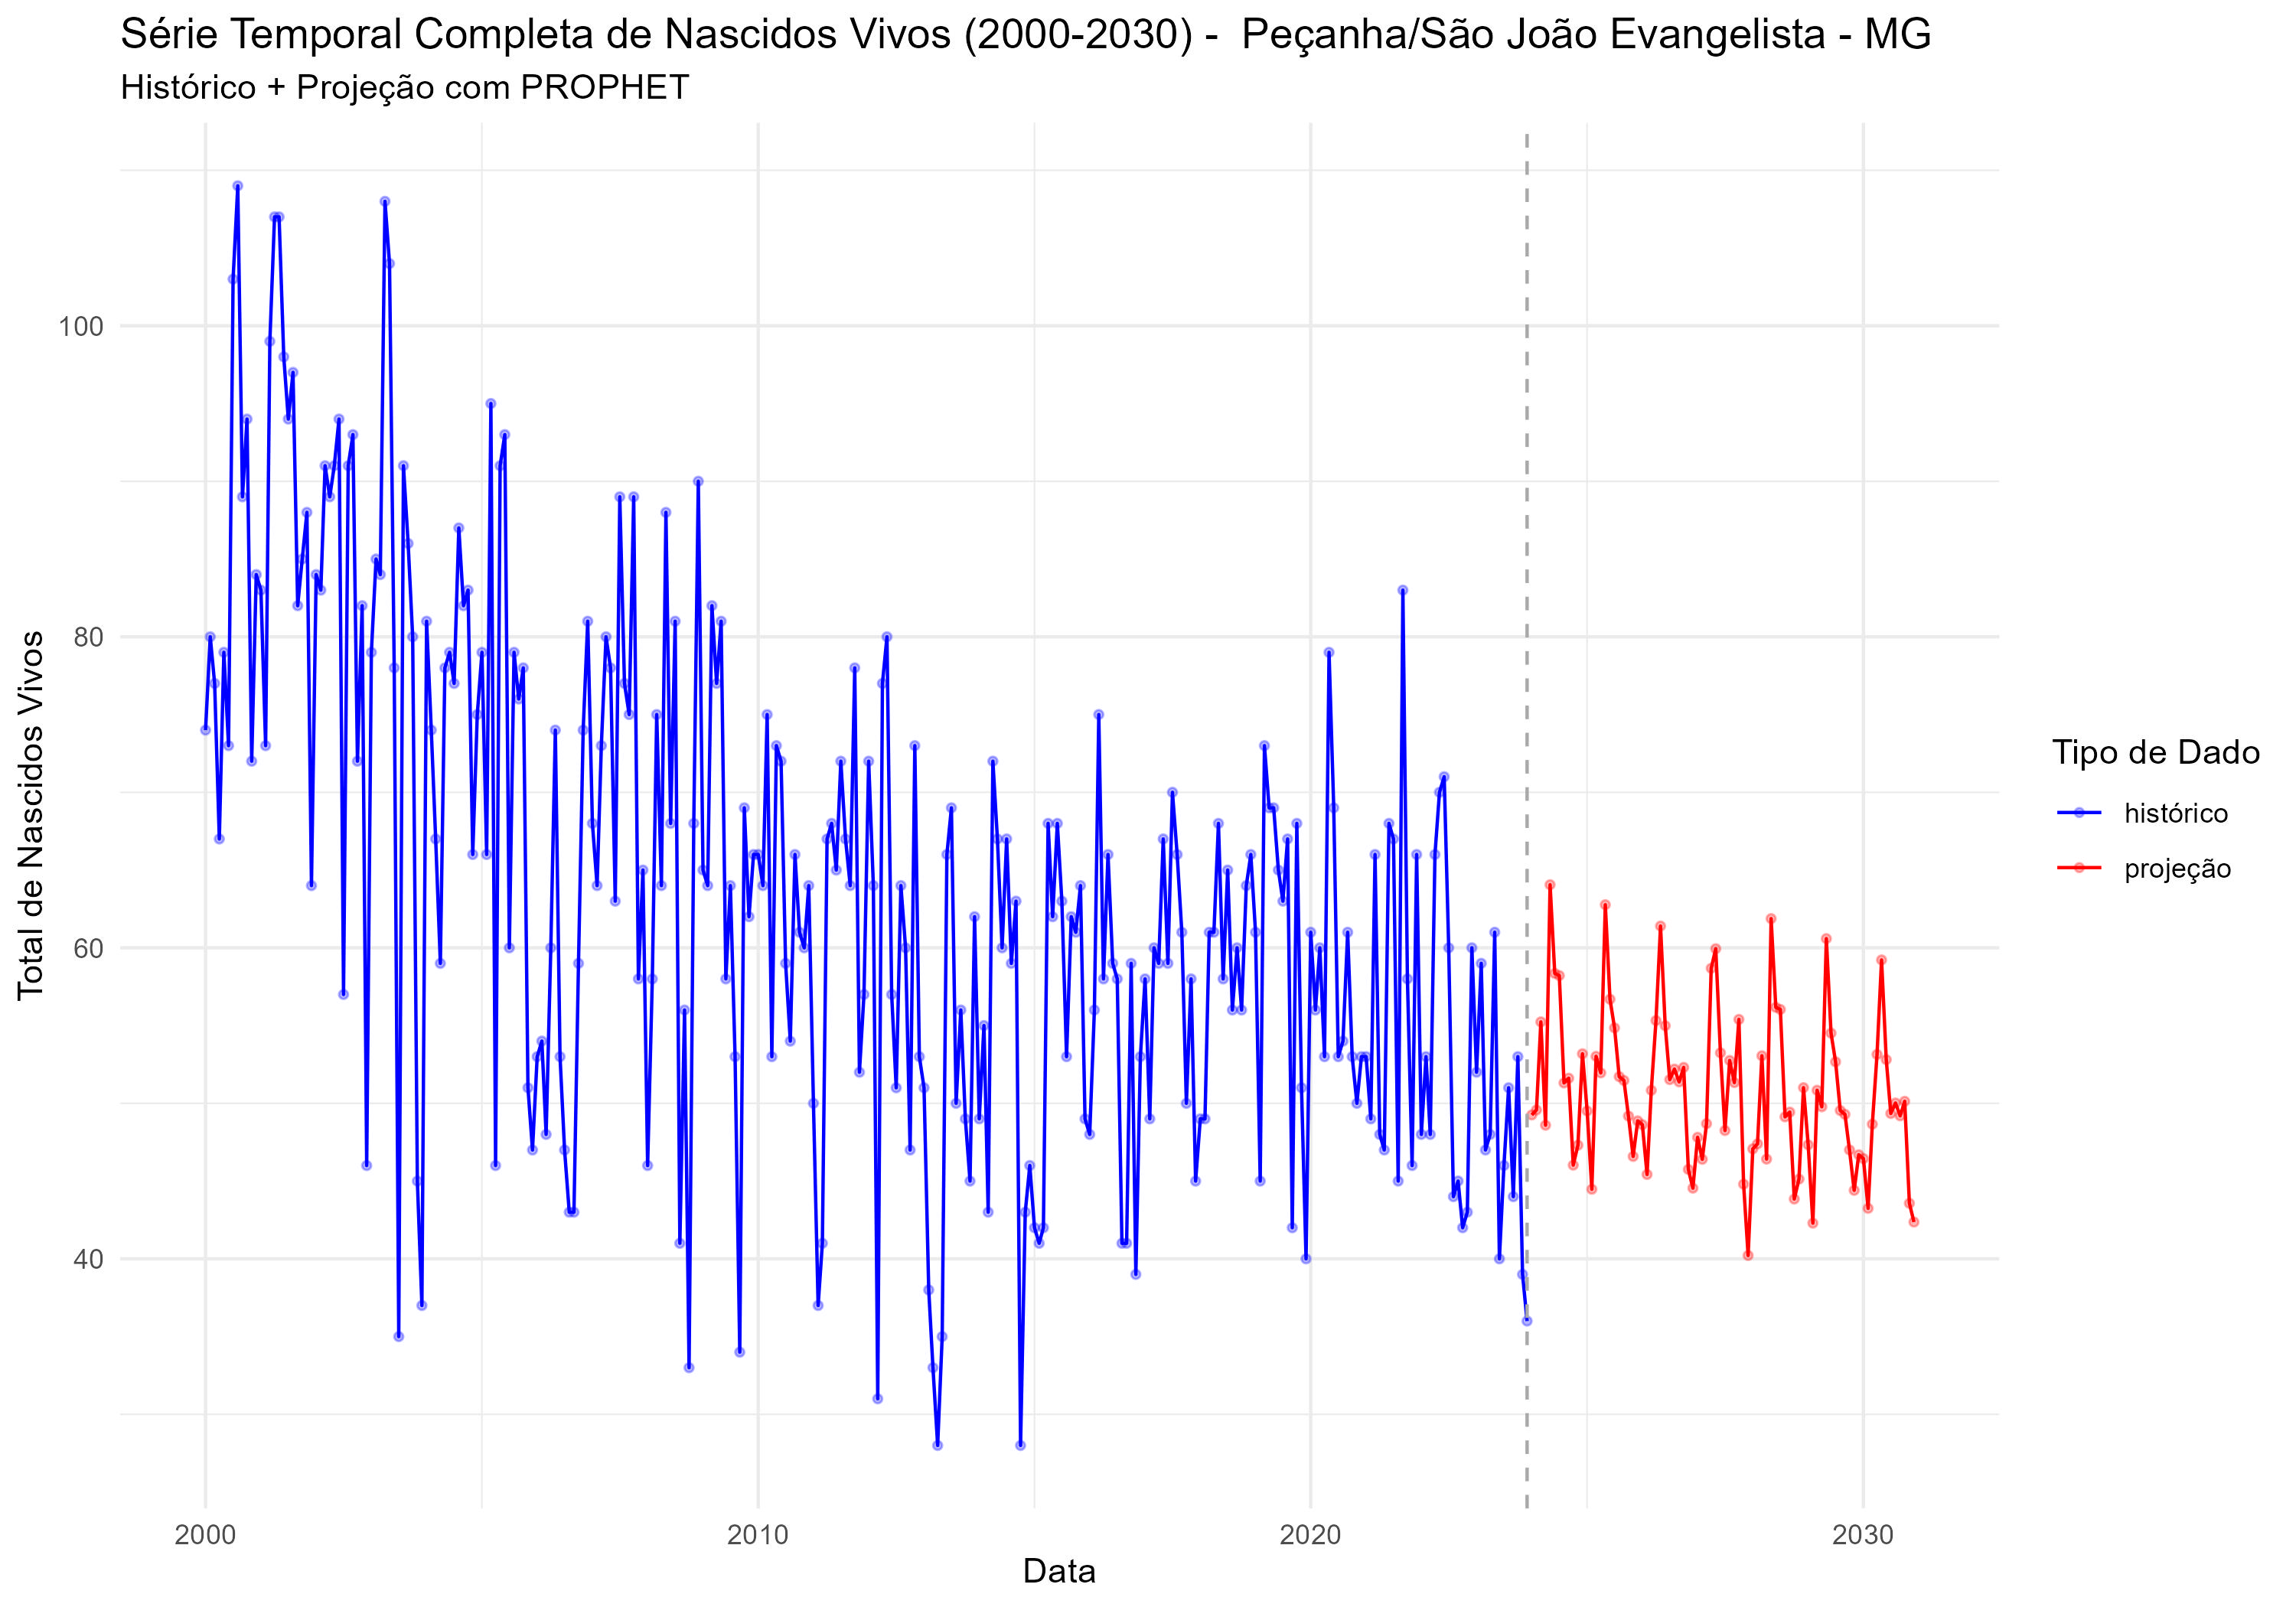 Série Temporal Completa de Nascidos Vivos (2000-2030) -  Peçanha/São João Evangelista - MG
Histórico + Projeção com PROPHET
Total de Nascidos Vivos
100
80
60
40
2000
2010
2020
2030
Data
Tipo de Dado
histórico
projeção